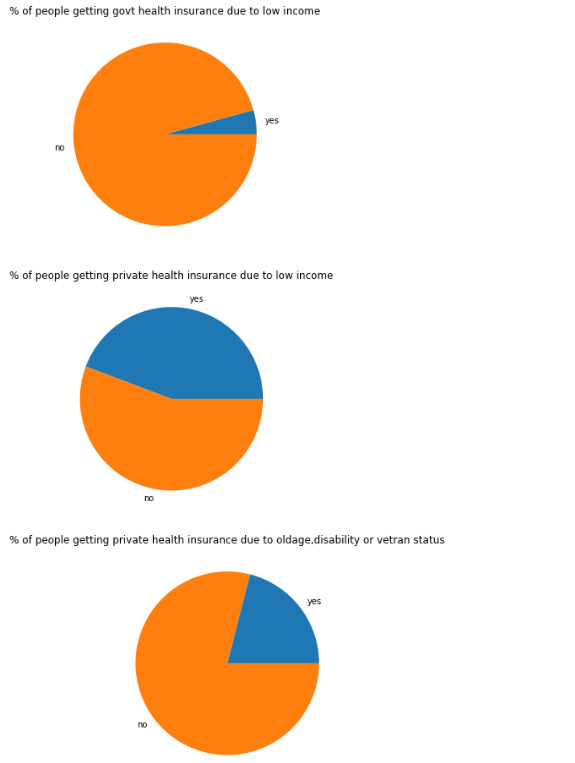 % of people getting govt health insurance due to low income
yes
no
% of people getting private health insurance due to low income
yes
no
% of people getting private health insurance due to oldage,disability or vetran status
yes
no